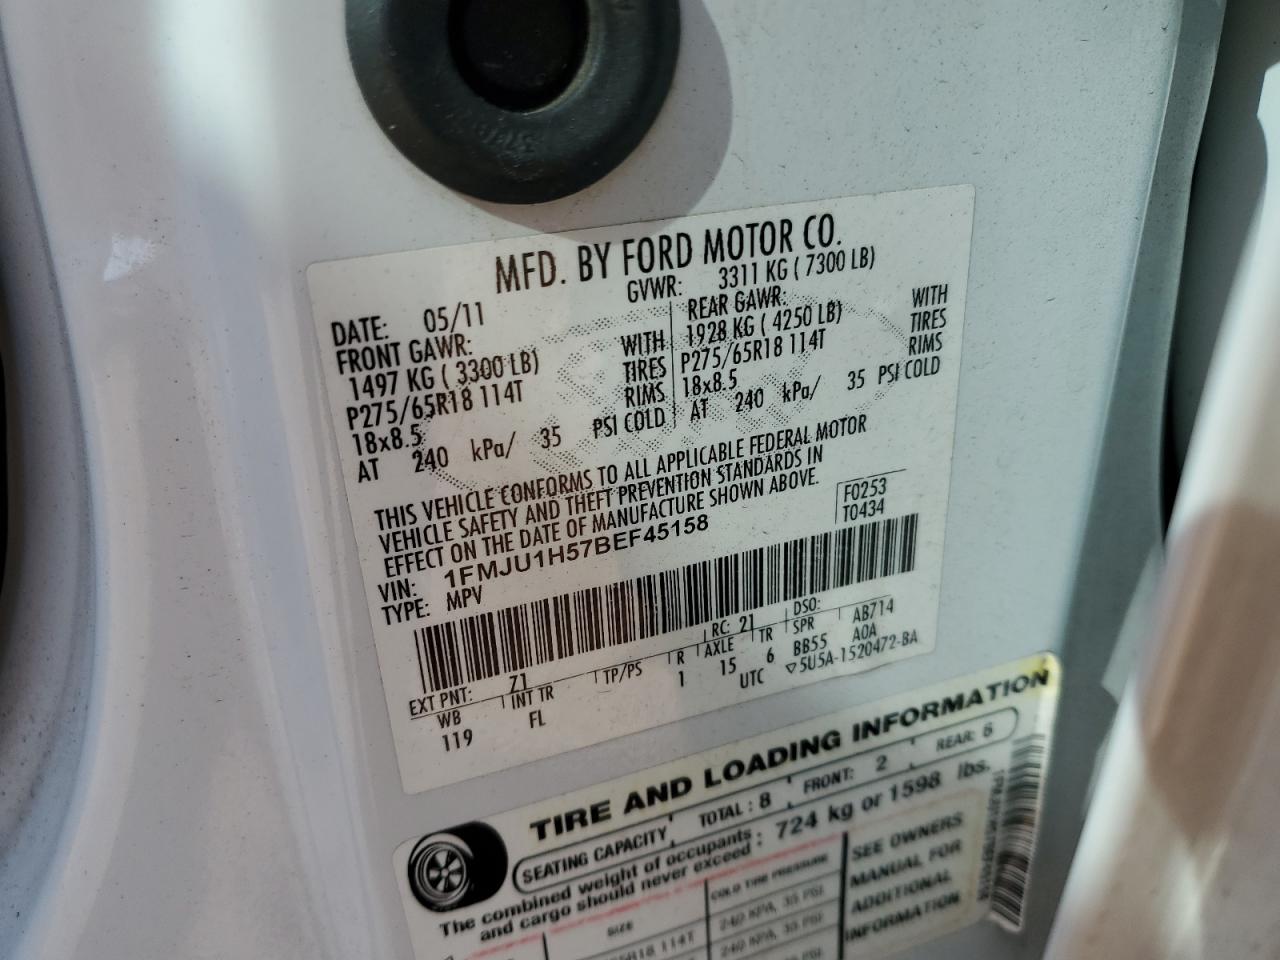 MFD. BY FORD MOTOR CO.
DATE: 05/11 GVWR: 3311 KG ( 7300 LB)
FRONT GAWR: REAR GAWR:
1497 KG ( 3300 LB) WITH 1928 KG ( 4250 LB) WITH
P275/65R18 114T TIRES P275/65R18 114T TIRES
18x8.5 RIMS 18x8.5 RIMS
AT 240 kPa/ 35 PSI COLD AT 240 kPa/ 35 PSI COLD
THIS VEHICLE CONFORMS TO ALL APPLICABLE FEDERAL MOTOR
VEHICLE SAFETY AND THEFT PREVENTION STANDARDS IN
EFFECT ON THE DATE OF MANUFACTURE SHOWN ABOVE.
F0253
T0434
VIN: 1FMJU1H57BEF45158
TYPE: MPV
EXT PNT: Z1 RC: 21 DSO:
WB INT TR TP/PS R AXLE TR SPR AB714
119 FL 1 15 6 BB55 A0A
UTC ▽5U5A-1520472-BA
TIRE AND LOADING INFORMATION
SEATING CAPACITY TOTAL : 8 FRONT: 2 REAR: 6
The combined weight of occupants
and cargo should never exceed : 724 kg or 1598 lbs.
SIZE COLD TIRE PRESSURE SEE OWNERS
MANUAL FOR
ADDITIONAL
INFORMATION
114T 240 KPA, 35 PSI
240 KPA, 35 PSI